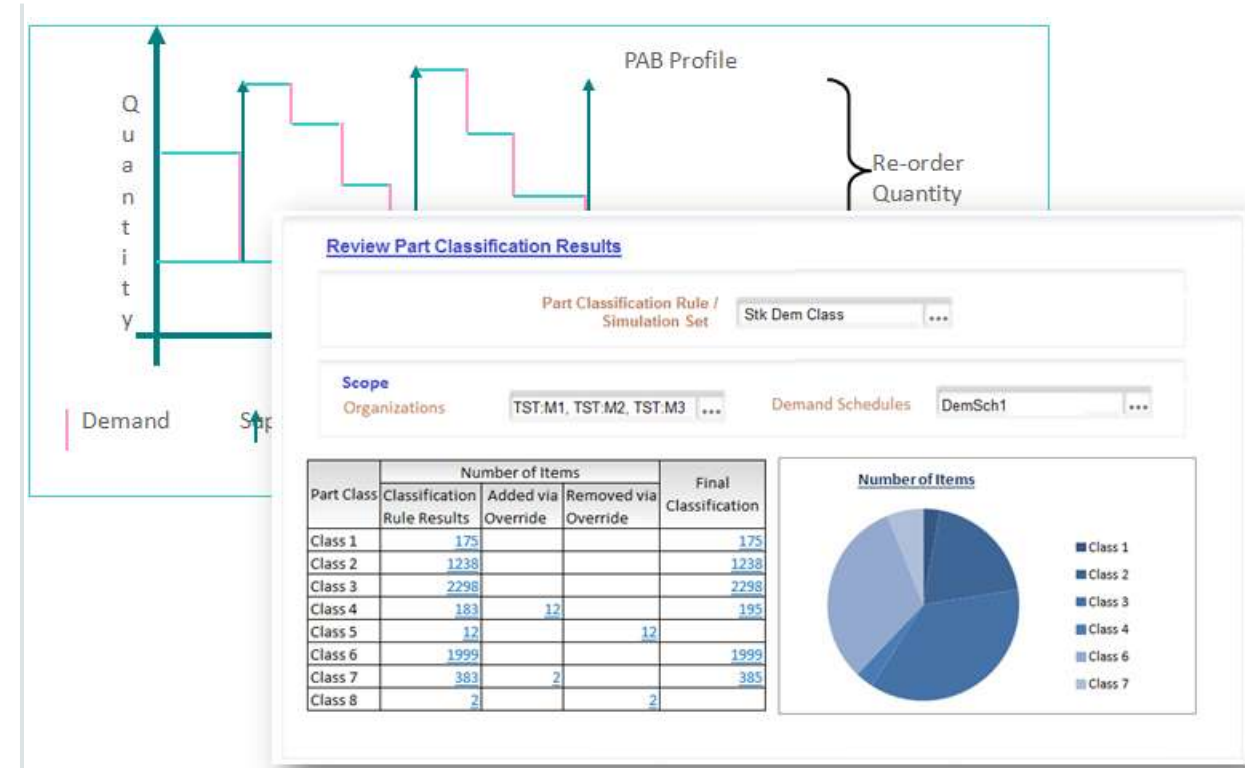 PAB Profile
Quantity
Re-order
Quantity
Demand
Review Part Classification Results
Part Classification Rule /
Simulation Set
Stk Dem Class
...
Scope
Organizations
TST:M1, TST:M2, TST:M3
...
Demand Schedules
DemSch1
...
Number of Items
Final
Part Class Classification Added via Removed via Classification
Rule Results Override Override
Class 1 175 175
Class 2 1238 1238
Class 3 2298 2298
Class 4 183 12 195
Class 5 12 12
Class 6 1999 1999
Class 7 383 2 385
Class 8 2 2
Number of Items
Class 1
Class 2
Class 3
Class 4
Class 6
Class 7